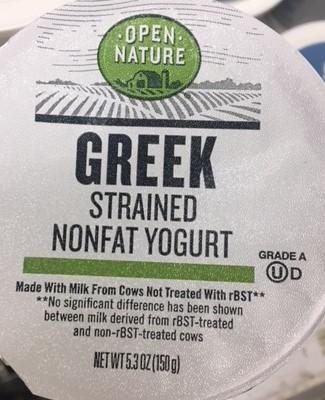 ·OPEN·
NATURE
GREEK
STRAINED
NONFAT YOGURT
GRADE A
Ⓤ D
Made With Milk From Cows Not Treated With rBST**
**No significant difference has been shown
between milk derived from rBST-treated
and non-rBST-treated cows
NET WT 5.3 OZ (150g)